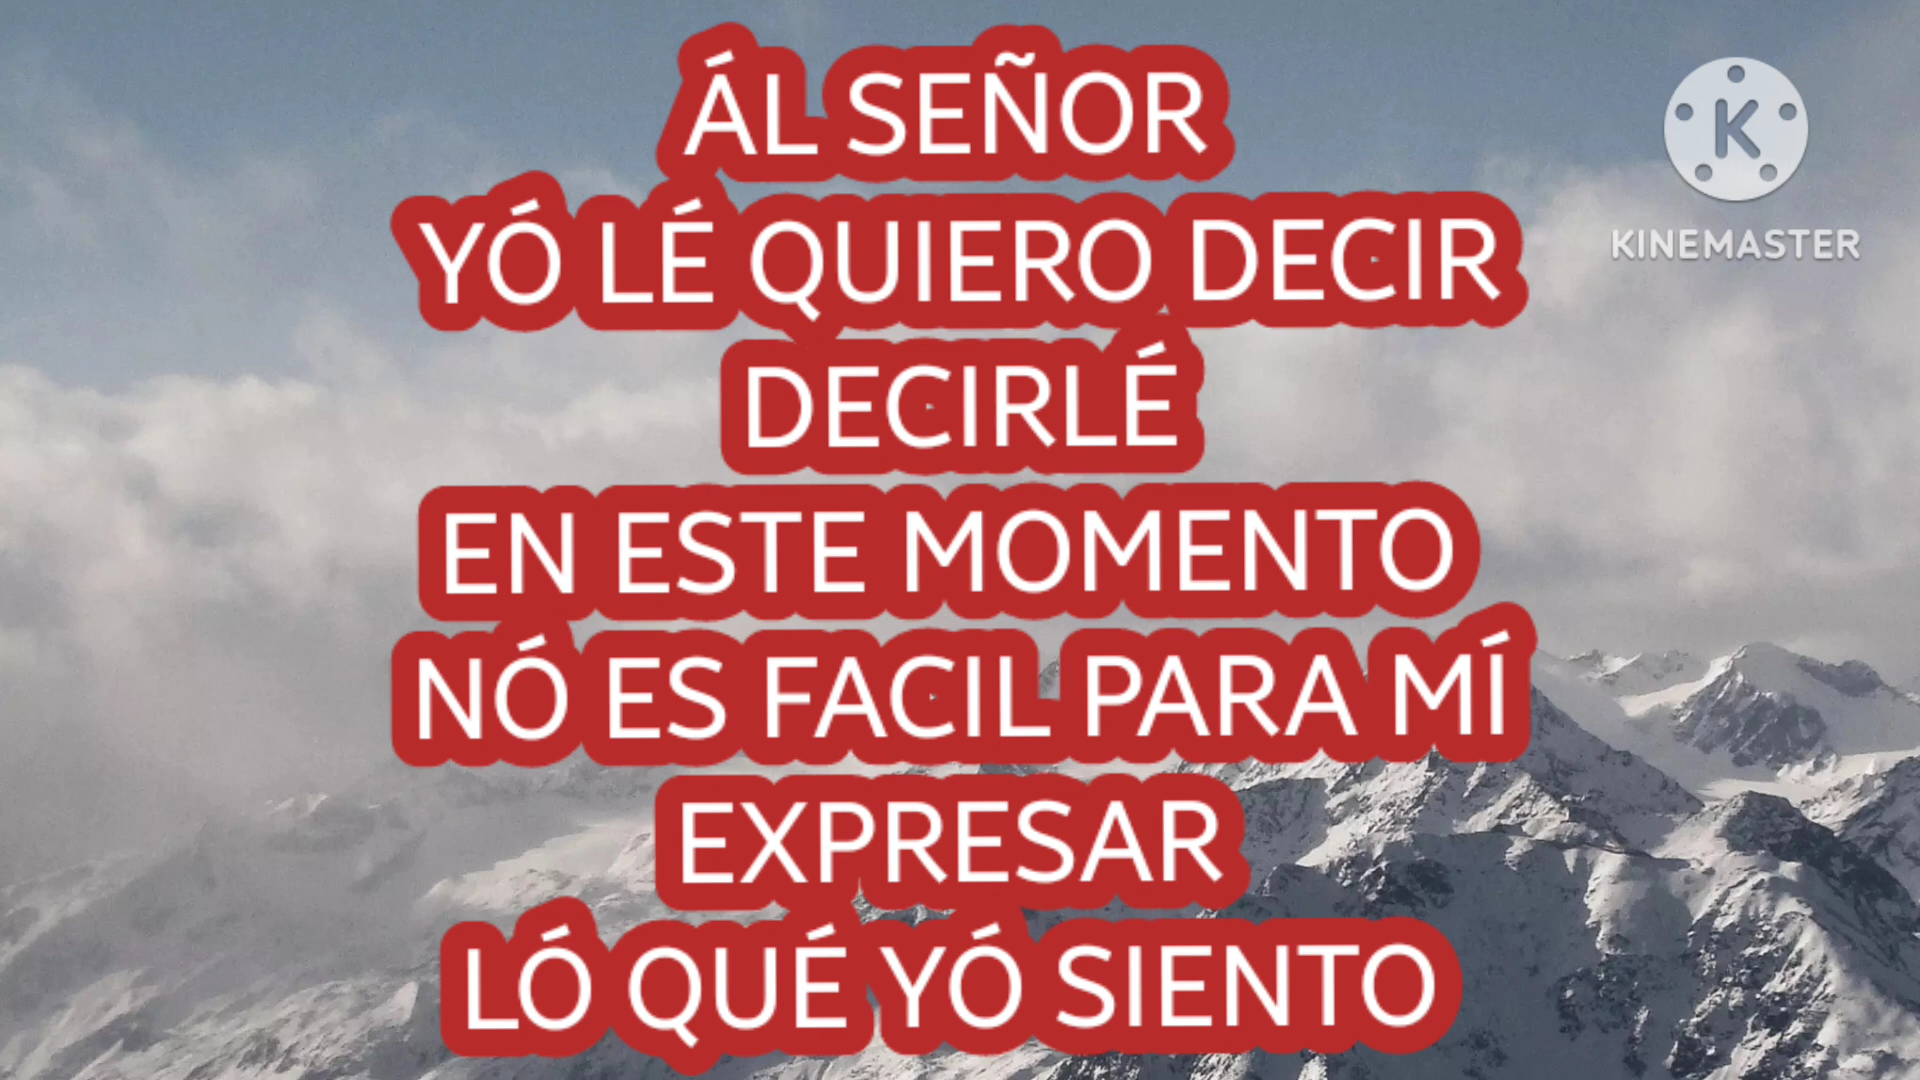 ÁL SEÑOR
YÓ LÉ QUIERO DECIR
DECIRLÉ
EN ESTE MOMENTO
NÓ ES FACIL PARA MÍ
EXPRESAR
LÓ QUÉ YÓ SIENTO
K
KINEMASTER